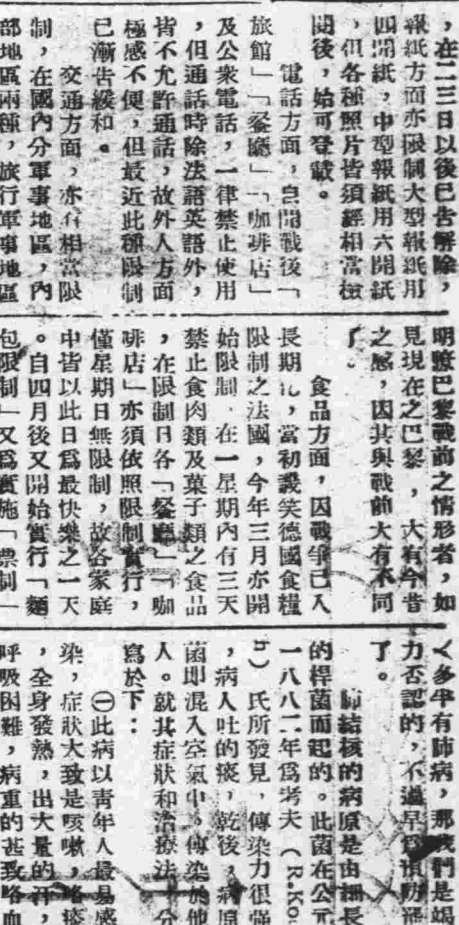 ，在二三日以後已告解除，
報紙方面亦限制大型報紙用
四開紙，中型報紙用六開紙
，但各種照片皆須經相當檢
閱後，始可登載。
電話方面，自開戰後「
旅館」「餐廳」「咖啡店」
及公衆電話，一律禁止使用
，但通話時除法語英語外，
皆不允許通話，故外人方面
極感不便，但最近此種限制
已漸告緩和。
交通方面，亦有相當限
制，在國內分軍事地區，內
部地區兩種，旅行軍事地區
明瞭巴黎戰前之情形者，如
見現在之巴黎，大有今昔
之感，因其與戰前大有不同
了。
食品方面，因戰爭已入
長期化，當初譏笑德國食糧
限制之法國，今年三月亦開
始限制．在一星期內有三天
禁止食肉類及菓子類之食品
，在限制日各「餐廳」「咖
啡店」亦須依照限制實行，
僅星期日無限制，故各家庭
中皆以此日爲最快樂之一天
。自四月後又開始實行「麵
包限制」又爲實施「票制」
く多半有肺病，那我們是竭
力否認的，不過早爲預防罷
了。
肺結核的病原是由細長
的桿菌而起的。此菌在公元
一八八二年爲考夫（R.Ko
h）氏所發見，傳染力很强
，病人吐的痰，乾後，病原
菌即混入空氣中，傳染於他
人。就其症狀和治療法，分
寫於下：
㊀此病以青年人最易感
染，症狀大致是咳嗽，咯痰
，全身發熱，出大量的汗，
呼吸困難，病重的甚致咯血